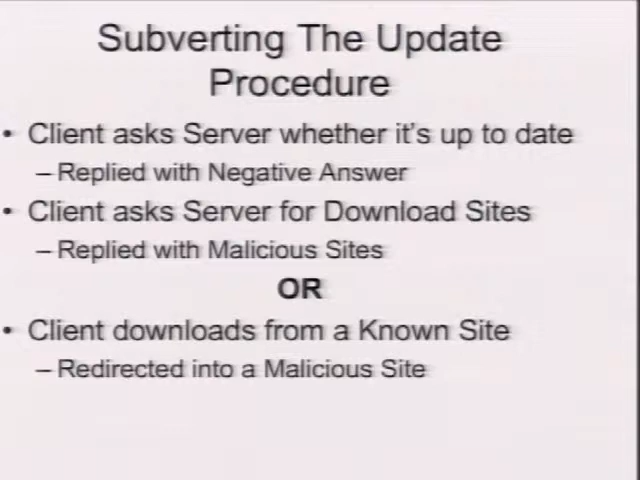 Subverting The Update
Procedure
• Client asks Server whether it's up to date
– Replied with Negative Answer
• Client asks Server for Download Sites
– Replied with Malicious Sites
OR
• Client downloads from a Known Site
– Redirected into a Malicious Site